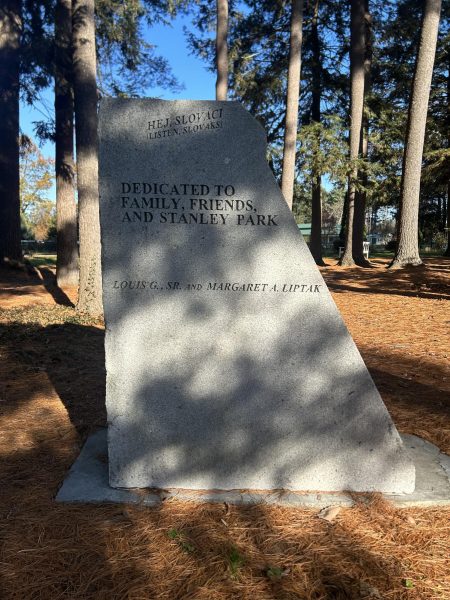 HEJ, SLOVACI
(LISTEN, SLOVAKS)
DEDICATED TO
FAMILY, FRIENDS,
AND STANLEY PARK
LOUIS G., SR. AND MARGARET A. LIPTAK